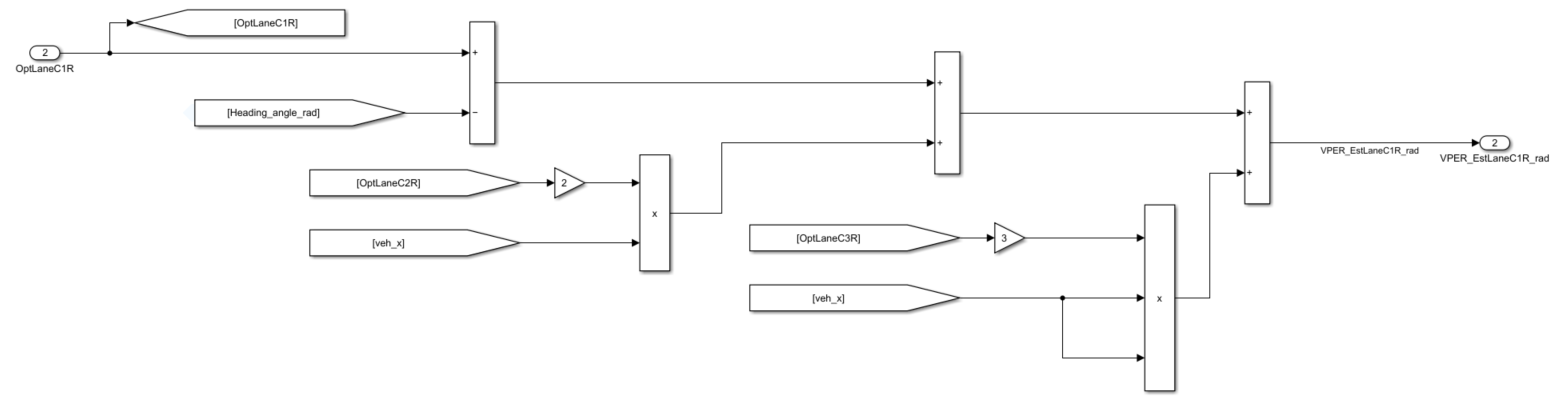 [OptLaneC1R]
2
OptLaneC1R
+
[Heading_angle_rad]
−
+
+
[OptLaneC2R]
2
x
[veh_x]
+
+
VPER_EstLaneC1R_rad
2
VPER_EstLaneC1R_rad
[OptLaneC3R]
3
x
[veh_x]